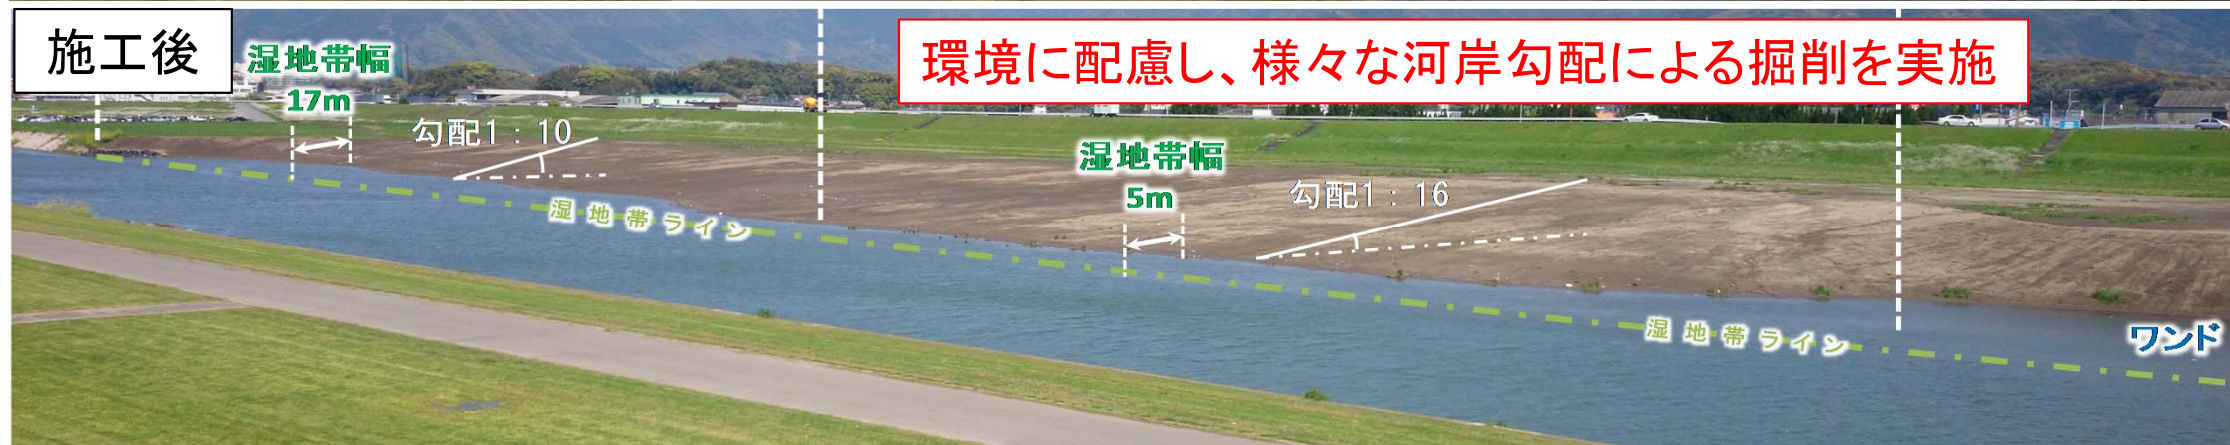 施工後
環境に配慮し、様々な河岸勾配による掘削を実施
湿地帯幅
17m
勾配1：10
湿地帯幅
5m
勾配1：16
湿地帯ライン
湿地帯ライン
ワンド